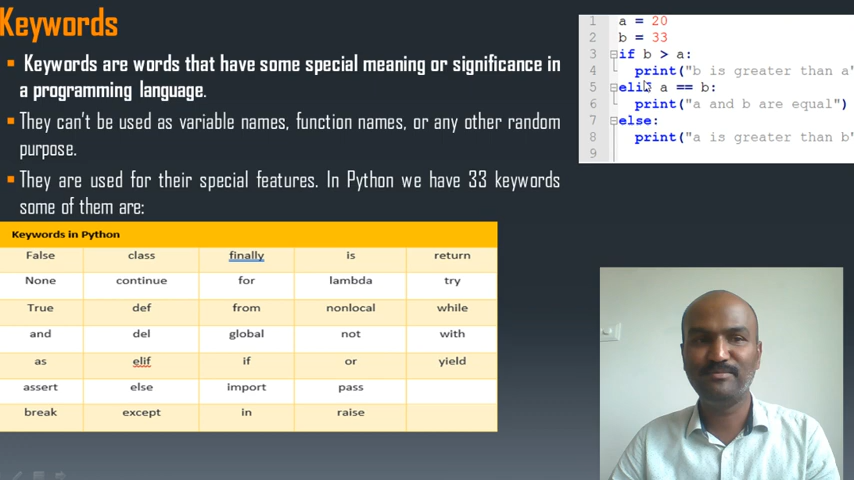 Keywords
Keywords are words that have some special meaning or significance in
a programming language.
They can't be used as variable names, function names, or any other random
purpose.
They are used for their special features. In Python we have 33 keywords
some of them are:
Keywords in Python
False class finally is return
None continue for lambda try
True def from nonlocal while
and del global not with
as elif if or yield
assert else import pass
break except in raise
1 a = 20
2 b = 33
3 if b > a:
4 print("b is greater than a"
5 elif a == b:
6 print("a and b are equal")
7 else:
8 print("a is greater than b"
9